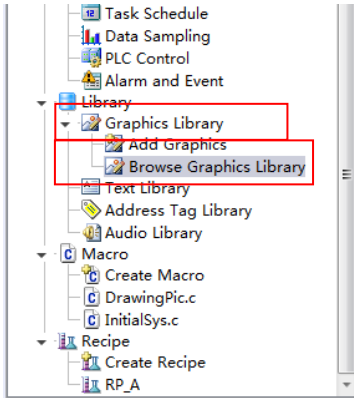 Task Schedule
Data Sampling
PLC Control
Alarm and Event
Library
Graphics Library
Add Graphics
Browse Graphics Library
Text Library
Address Tag Library
Audio Library
Macro
Create Macro
DrawingPic.c
InitialSys.c
Recipe
Create Recipe
RP_A